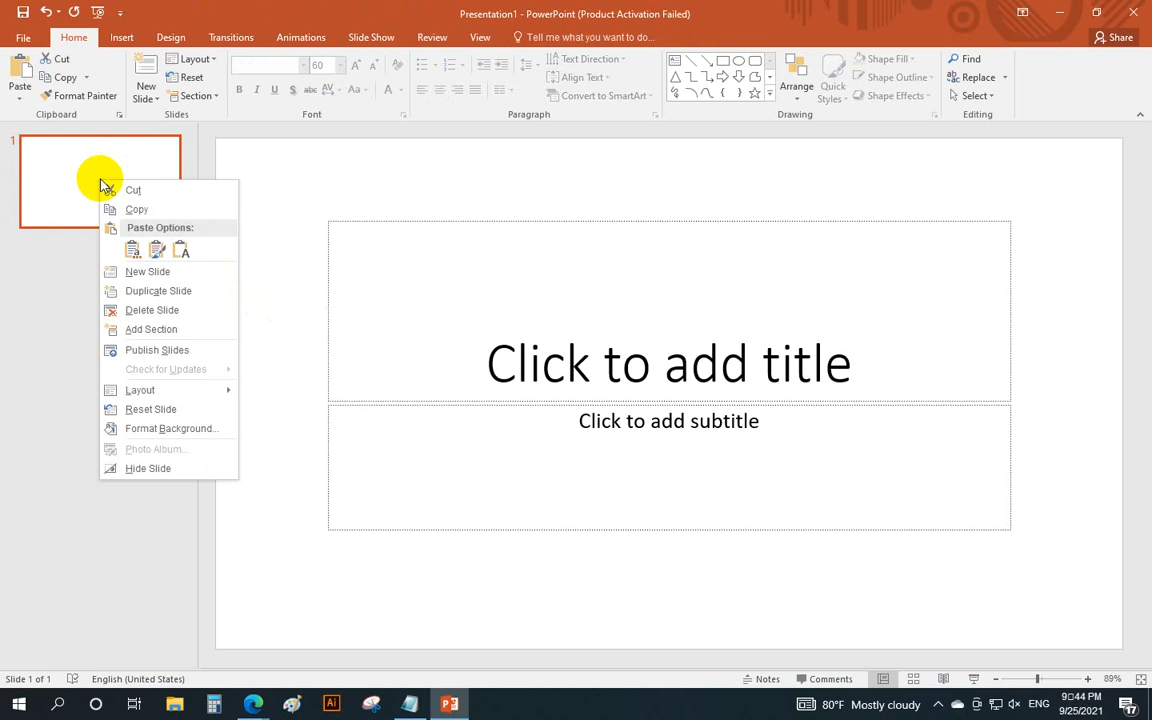 Presentation1 - PowerPoint (Product Activation Failed)
File Home Insert Design Transitions Animations Slide Show Review View Tell me what you want to do... Share
Paste Cut Copy Format Painter Clipboard
New Slide Layout Reset Section Slides
60 B I U S abc AV Aa A Font
Text Direction Align Text Convert to SmartArt Paragraph
Arrange Quick Styles Shape Fill Shape Outline Shape Effects Drawing
Find Replace Select Editing
1
Cut
Copy
Paste Options:
New Slide
Duplicate Slide
Delete Slide
Add Section
Publish Slides
Check for Updates
Layout
Reset Slide
Format Background...
Photo Album...
Hide Slide
Click to add title
Click to add subtitle
Slide 1 of 1 English (United States) Notes Comments 89%
80°F Mostly cloudy ENG 9:44 PM
9/25/2021 17